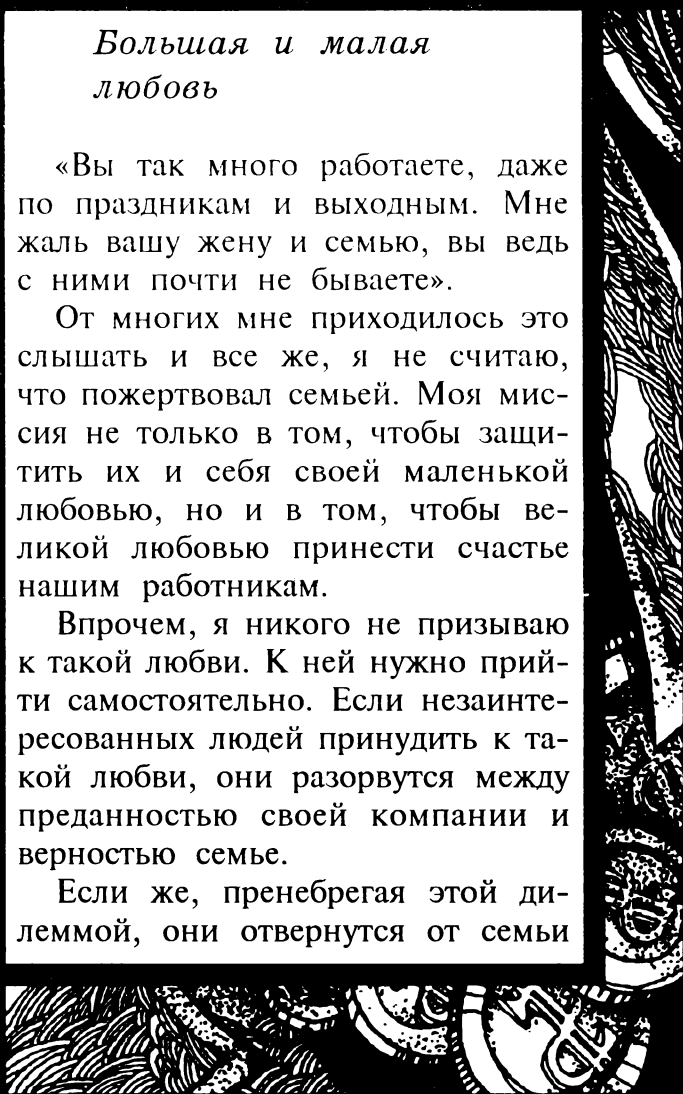 Большая и малая
любовь
«Вы так много работаете, даже
по праздникам и выходным. Мне
жаль вашу жену и семью, вы ведь
с ними почти не бываете».
От многих мне приходилось это
слышать и все же, я не считаю,
что пожертвовал семьей. Моя мис-
сия не только в том, чтобы защи-
тить их и себя своей маленькой
любовью, но и в том, чтобы ве-
ликой любовью принести счастье
нашим работникам.
Впрочем, я никого не призываю
к такой любви. К ней нужно прий-
ти самостоятельно. Если незаинте-
ресованных людей принудить к та-
кой любви, они разорвутся между
преданностью своей компании и
верностью семье.
Если же, пренебрегая этой ди-
леммой, они отвернутся от семьи